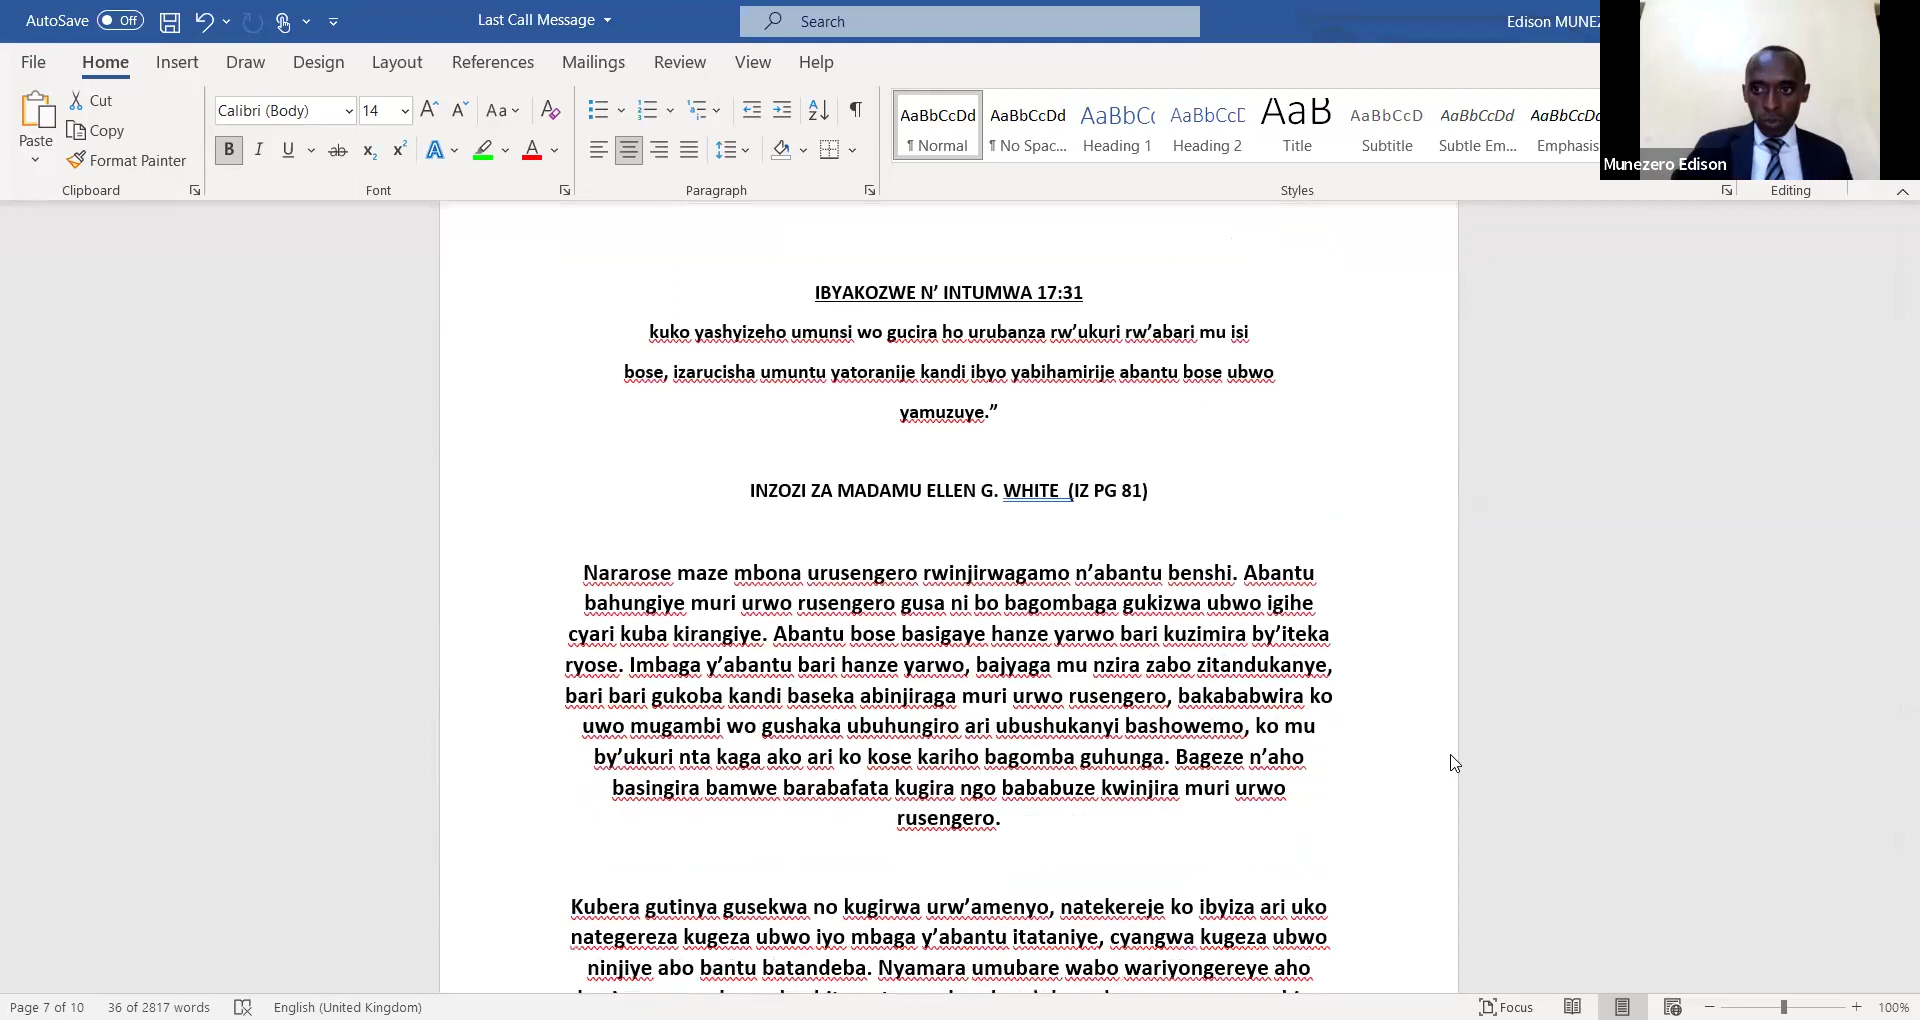 AutoSave Off Last Call Message Search Edison
Munezero Edison
File Home Insert Draw Design Layout References Mailings Review View Help
Paste Cut
Copy
Format Painter
Clipboard
Calibri (Body) 14
Font
Paragraph
AaBbCcDd AaBbCcDd AaBbCc AaBbCcD AaB AaBbCcD AaBbCcDd AaBbCcDd
¶ Normal ¶ No Spac... Heading 1 Heading 2 Title Subtitle Subtle Em... Emphasis
Styles
Editing
IBYAKOZWE N’ INTUMWA 17:31
kuko yashyizeho umunsi wo gucira ho urubanza rw’ukuri rw’abari mu isi
bose, izarucisha umuntu yatoranije kandi ibyo yabihamirije abantu bose ubwo
yamuzuye.”
INZOZI ZA MADAMU ELLEN G. WHITE (IZ PG 81)
Nararose maze mbona urusengero rwinjirwagamo n’abantu benshi. Abantu
bahungiye muri urwo rusengero gusa ni bo bagombaga gukizwa ubwo igihe
cyari kuba kirangiye. Abantu bose basigaye hanze yarwo bari kuzimira by’iteka
ryose. Imbaga y’abantu bari hanze yarwo, bajyaga mu nzira zabo zitandukanye,
bari bari gukoba kandi baseka abinjiraga muri urwo rusengero, bakababwira ko
uwo mugambi wo gushaka ubuhungiro ari ubushukanyi bashowemo, ko mu
by’ukuri nta kaga ako ari ko kose kariho bagomba guhunga. Bageze n’aho
basingira bamwe barabafata kugira ngo bababuze kwinjira muri urwo
rusengero.
Kubera gutinya gusekwa no kugirwa urw’amenyo, natekereje ko ibyiza ari uko
nategereza kugeza ubwo iyo mbaga y’abantu itataniye, cyangwa kugeza ubwo
ninjiye abo bantu batandeba. Nyamara umubare wabo wariyongereye aho
Page 7 of 10 36 of 2817 words English (United Kingdom) Focus 100%